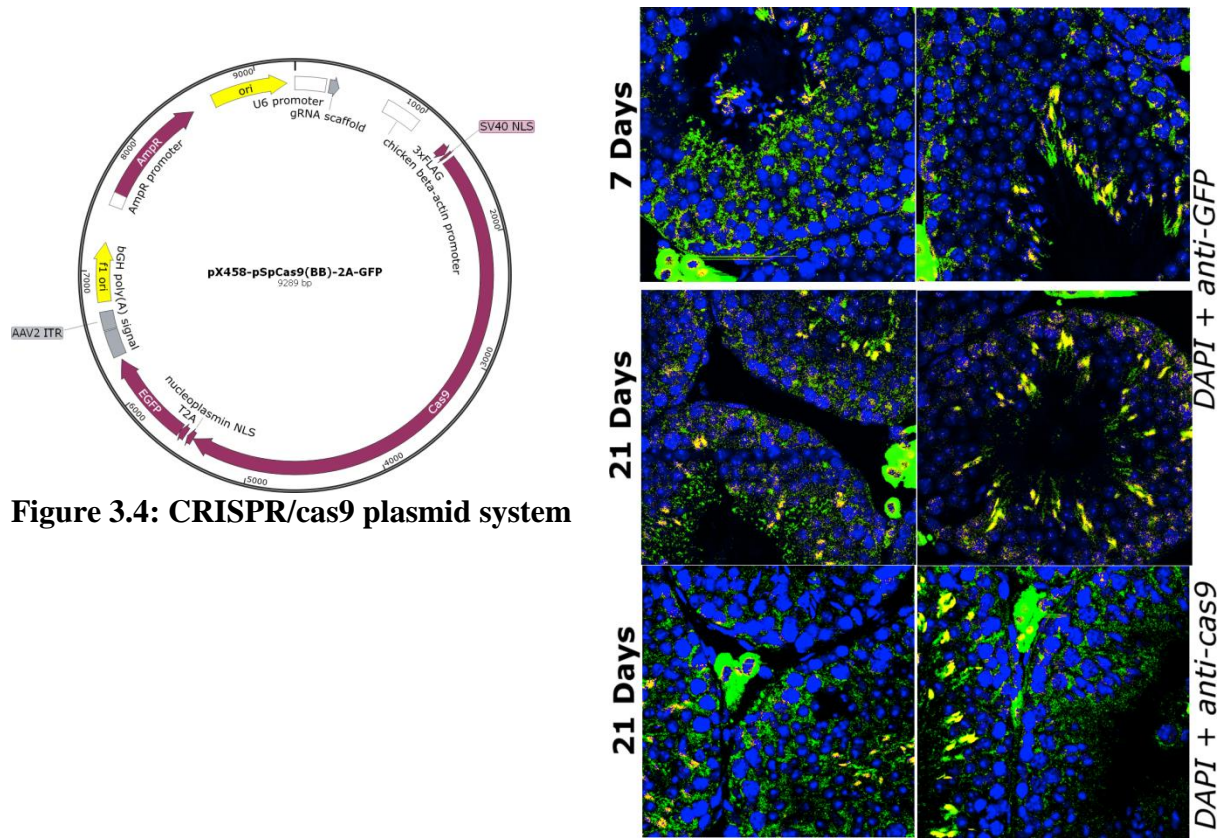 9000
ori
U6 promoter
gRNA scaffold
1000
SV40 NLS
3xFLAG
chicken beta-actin promoter
8000
AmpR
AmpR promoter
2000
pX458-pSpCas9(BB)-2A-GFP
9289 bp
7000
f1 ori
bGH poly(A) signal
AAV2 ITR
3000
Cas9
nucleoplasmin NLS
T2A
EGFP
6000
5000
4000
Figure 3.4: CRISPR/cas9 plasmid system
7 Days
21 Days
21 Days
DAPI + anti-GFP
DAPI + anti-cas9